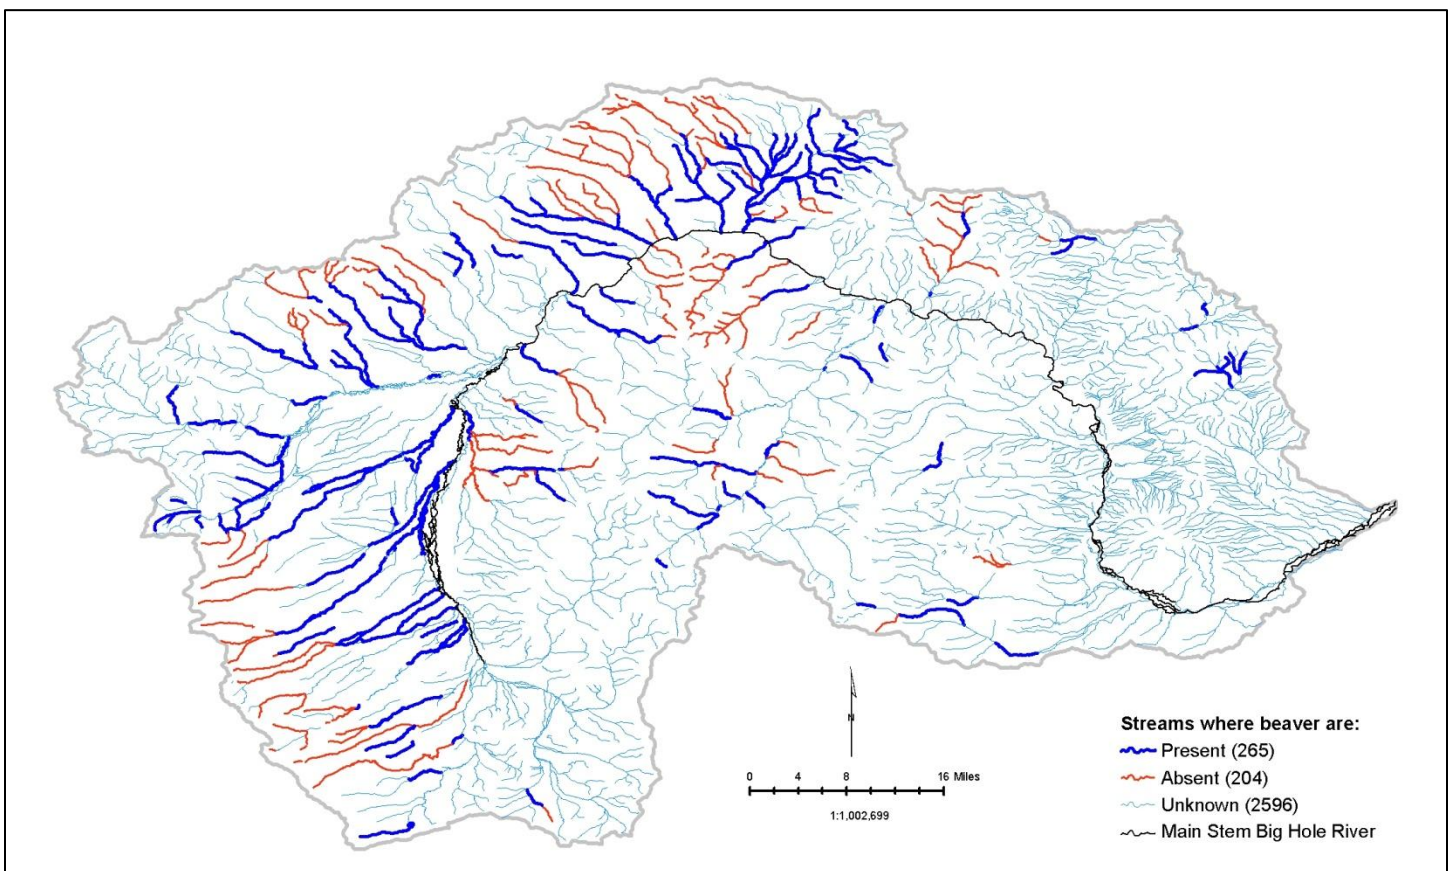 N
0 4 8 16 Miles
1:1,002,699
Streams where beaver are:
Present (265)
Absent (204)
Unknown (2596)
Main Stem Big Hole River